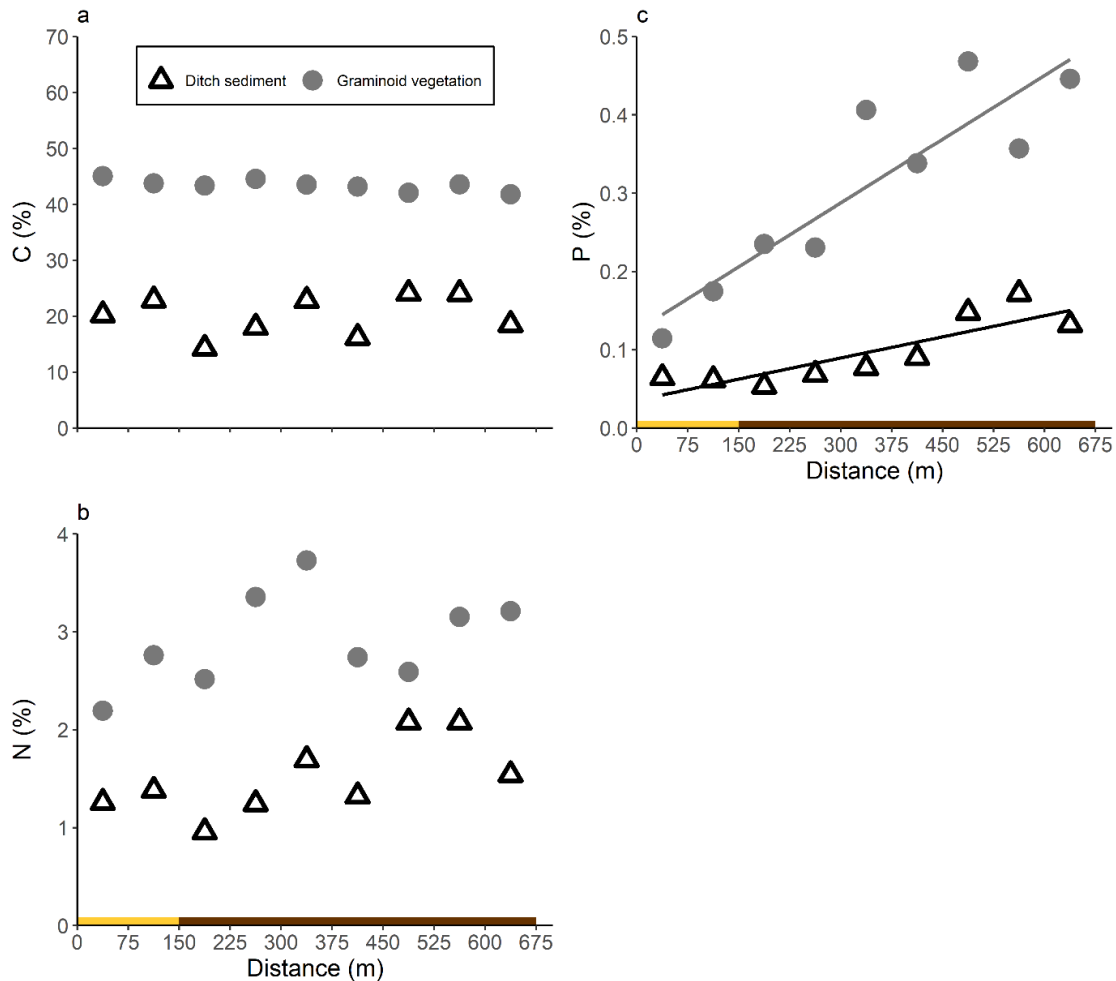 a
70
60
50
40
30
20
10
0
C (%)
Ditch sediment
Graminoid vegetation
c
0.5
0.4
0.3
0.2
0.1
0.0
P (%)
0 75 150 225 300 375 450 525 600 675
Distance (m)
b
4
3
2
1
0
N (%)
0 75 150 225 300 375 450 525 600 675
Distance (m)